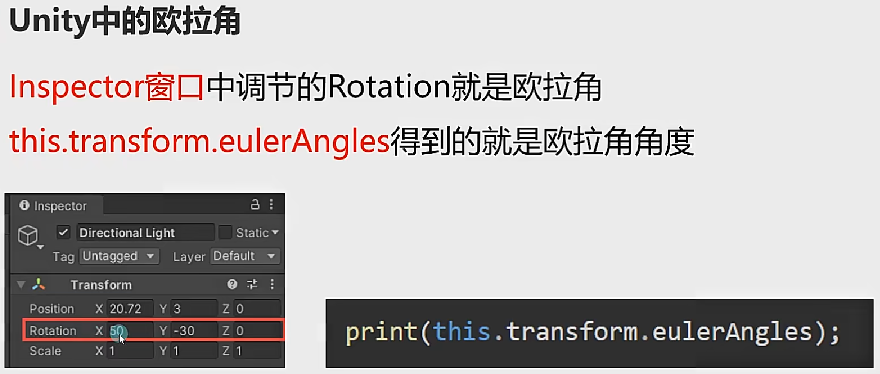 Unity中的欧拉角
Inspector窗口中调节的Rotation就是欧拉角
this.transform.eulerAngles得到的就是欧拉角角度
Inspector
Directional Light Static
Tag Untagged Layer Default
Transform
Position X 20.72 Y 3 Z 0
Rotation X 50 Y -30 Z 0
Scale X 1 Y 1 Z 1
print(this.transform.eulerAngles);